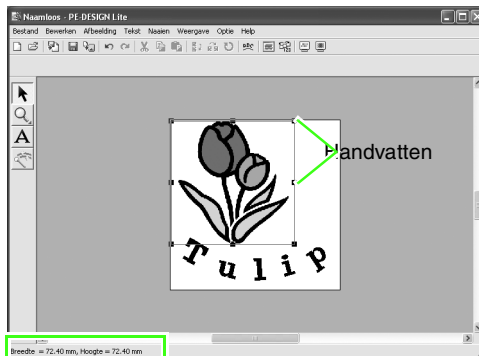 Naamloos - PE-DESIGN Lite
Bestand Bewerken Afbeelding Tekst Naaien Weergave Optie Help
abc
A
Handvatten
Tulip
Breedte = 72.40 mm, Hoogte = 72.40 mm